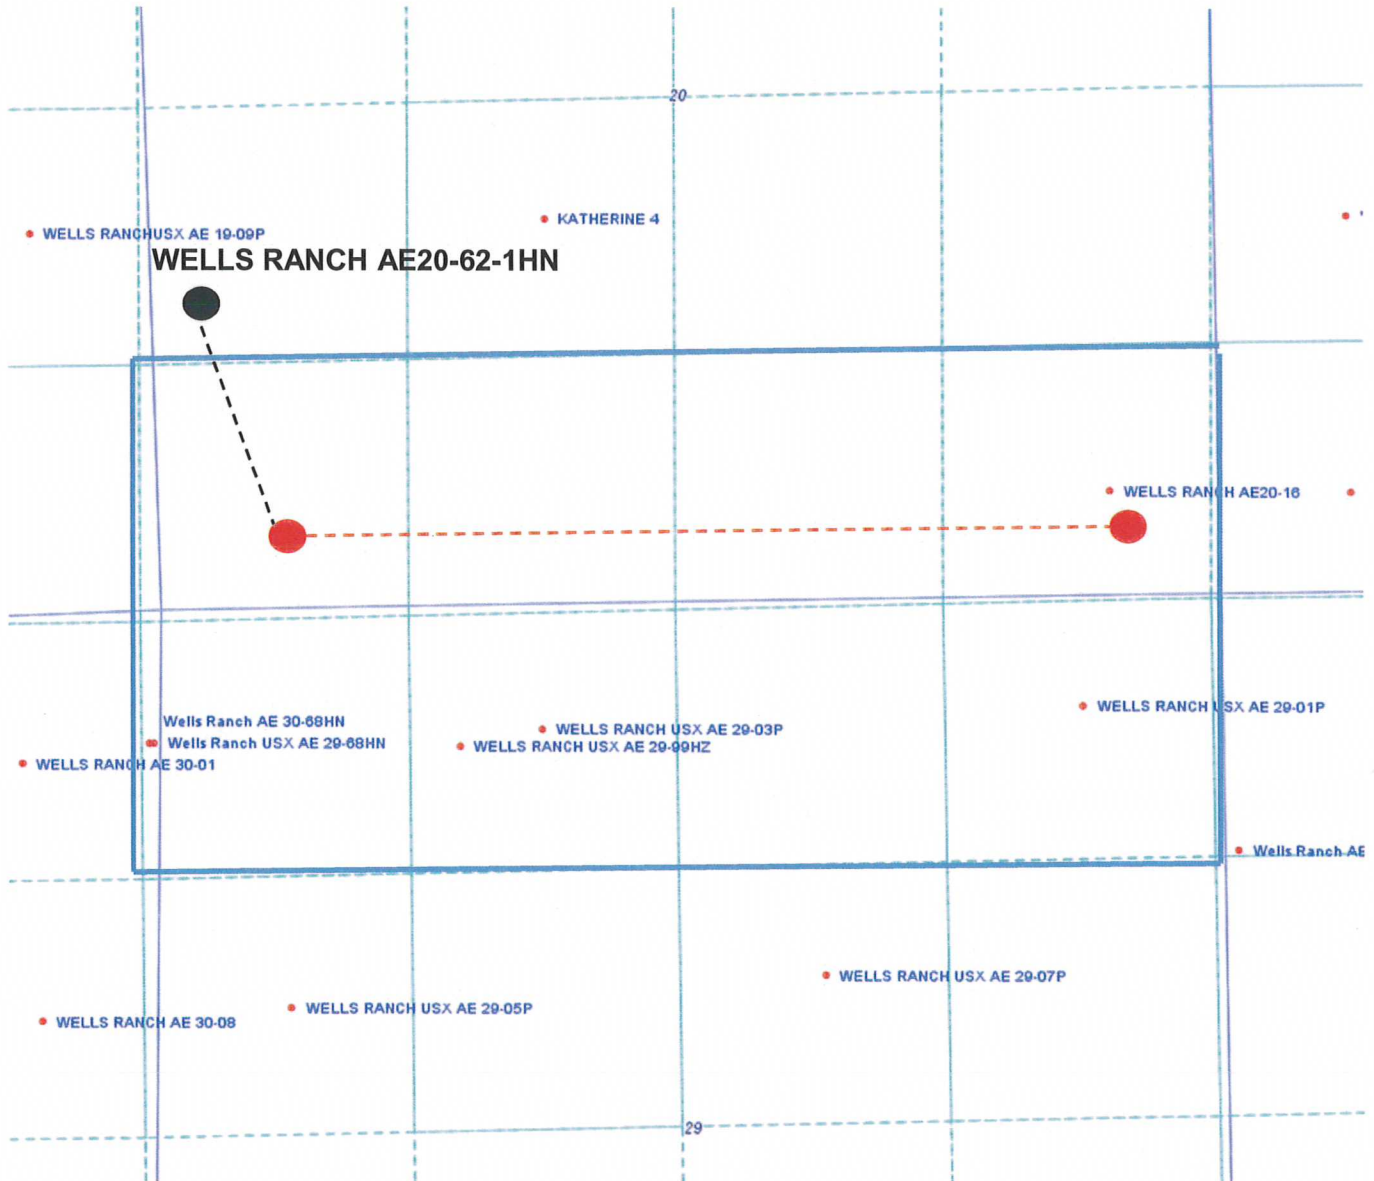 20
KATHERINE 4
WELLS RANCHUSX AE 19-09P
WELLS RANCH AE20-62-1HN
WELLS RANCH AE20-16
WELLS RANCH USX AE 29-01P
Wells Ranch AE 30-68HN
WELLS RANCH USX AE 29-03P
Wells Ranch USX AE 29-68HN
WELLS RANCH USX AE 29-99HZ
WELLS RANCH AE 30-01
Wells Ranch AE
WELLS RANCH USX AE 29-07P
WELLS RANCH USX AE 29-05P
WELLS RANCH AE 30-08
29